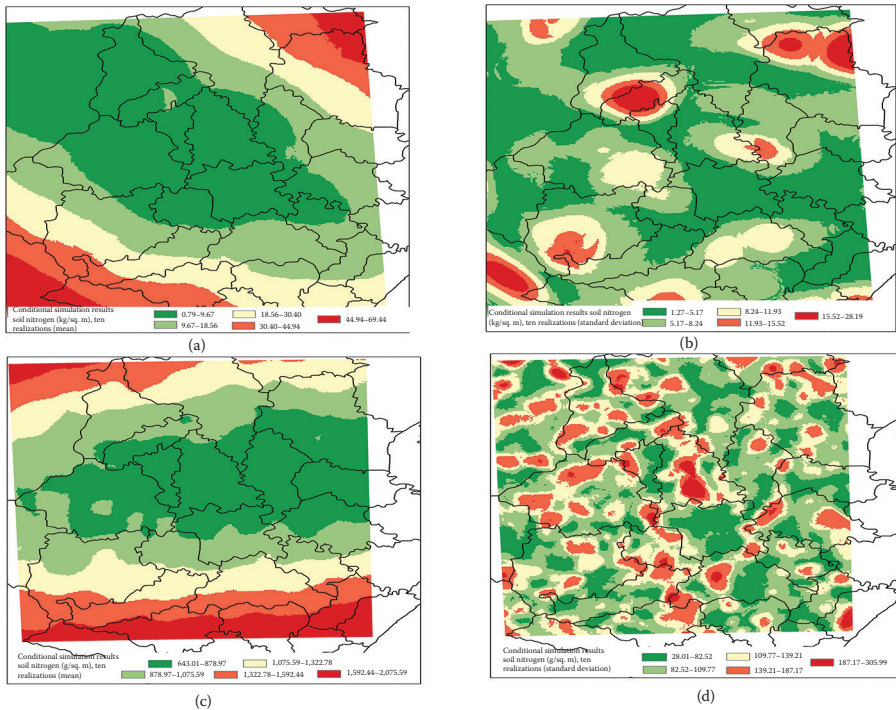 Conditional simulation results
soil nitrogen (kg/sq. m), ten
realizations (mean)
0.79–9.67
9.67–18.56
18.56–30.40
30.40–44.94
44.94–69.44
(a)
Conditional simulation results soil nitrogen
(kg/sq. m), ten realizations (standard deviation)
1.27–5.17
5.17–8.24
8.24–11.93
11.93–15.52
15.52–28.19
(b)
Conditional simulation results
soil nitrogen (g/sq. m), ten
realizations (mean)
643.01–878.97
878.97–1,075.59
1,075.59–1,322.78
1,322.78–1,592.44
1,592.44–2,075.59
(c)
Conditional simulation results
soil nitrogen (g/sq. m), ten
realizations (standard deviation)
28.01–82.52
82.52–109.77
109.77–139.21
139.21–187.17
187.17–305.99
(d)